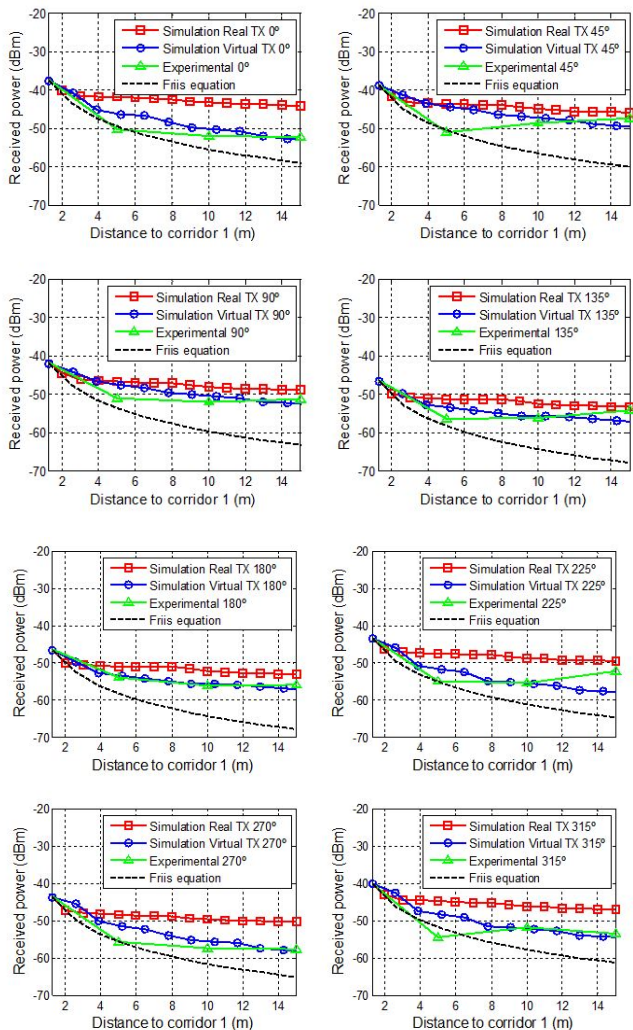 Simulation Real TX 0º
Simulation Virtual TX 0º
Experimental 0º
Friis equation
Received power (dBm)
-20
-30
-40
-50
-60
-70
2 4 6 8 10 12 14
Distance to corridor 1 (m)
Simulation Real TX 45º
Simulation Virtual TX 45º
Experimental 45º
Friis equation
Received power (dBm)
-20
-30
-40
-50
-60
-70
2 4 6 8 10 12 14
Distance to corridor 1 (m)
Simulation Real TX 90º
Simulation Virtual TX 90º
Experimental 90º
Friis equation
Received power (dBm)
-30
-40
-50
-60
-70
2 4 6 8 10 12 14
Distance to corridor 1 (m)
Simulation Real TX 135º
Simulation Virtual TX 135º
Experimental 135º
Friis equation
Received power (dBm)
-30
-40
-50
-60
-70
2 4 6 8 10 12 14
Distance to corridor 1 (m)
Simulation Real TX 180º
Simulation Virtual TX 180º
Experimental 180º
Friis equation
Received power (dBm)
-20
-30
-40
-50
-60
-70
2 4 6 8 10 12 14
Distance to corridor 1 (m)
Simulation Real TX 225º
Simulation Virtual TX 225º
Experimental 225º
Friis equation
Received power (dBm)
-20
-30
-40
-50
-60
-70
2 4 6 8 10 12 14
Distance to corridor 1 (m)
Simulation Real TX 270º
Simulation Virtual TX 270º
Experimental 270º
Friis equation
Received power (dBm)
-20
-30
-40
-50
-60
-70
2 4 6 8 10 12 14
Distance to corridor 1 (m)
Simulation Real TX 315º
Simulation Virtual TX 315º
Experimental 315º
Friis equation
Received power (dBm)
-20
-30
-40
-50
-60
-70
2 4 6 8 10 12 14
Distance to corridor 1 (m)